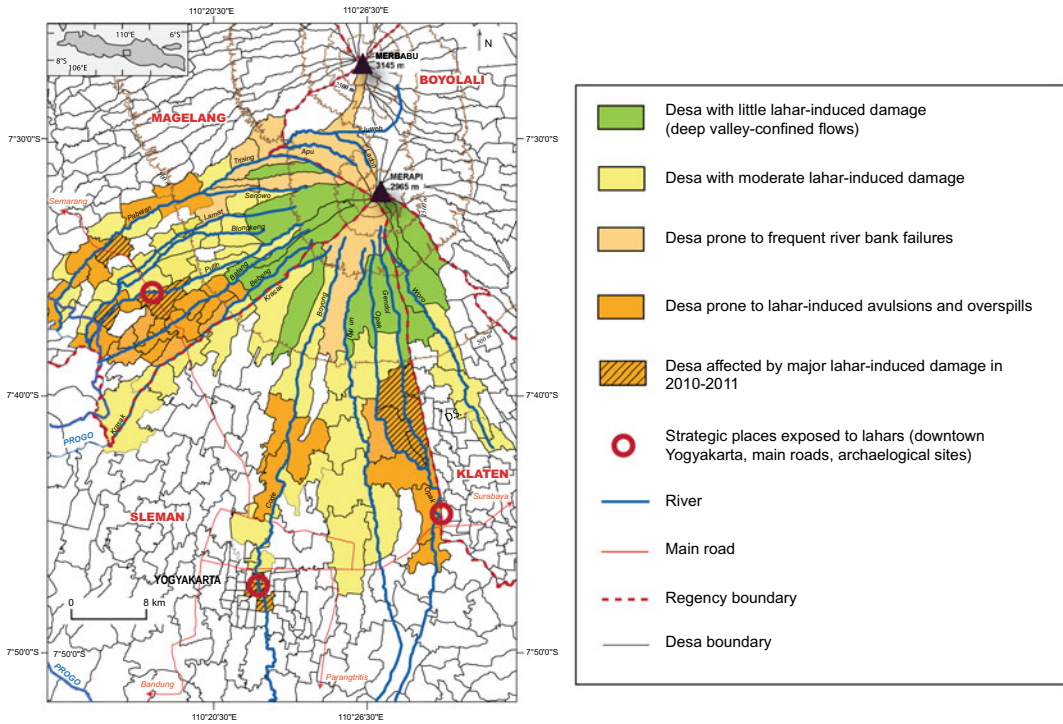 110°20'30"E
110°26'30"E
110°E
6°S
8°S
106°E
N
MERBABU
3145 m
BOYOLALI
2500 m
MAGELANG
7°30'0"S
7°30'0"S
Juweh
Apu
Trising
MERAPI
2965 m
Semarang
Pabelan
Senowo
Lamat
Blongkeng
Putih
Batang
Bebeng
Krasak
Boyong
Opak
Gendol
Woro
500 m
7°40'0"S
7°40'0"S
Krasak
PROGO
KLATEN
Surabaya
SLEMAN
Code
Opak
YOGYAKARTA
0
8 km
7°50'0"S
7°50'0"S
PROGO
Bandung
Parangtritis
110°20'30"E
110°26'30"E
Desa with little lahar-induced damage
(deep valley-confined flows)
Desa with moderate lahar-induced damage
Desa prone to frequent river bank failures
Desa prone to lahar-induced avulsions and overspills
Desa affected by major lahar-induced damage in
2010-2011
Strategic places exposed to lahars (downtown
Yogyakarta, main roads, archaelogical sites)
River
Main road
Regency boundary
Desa boundary